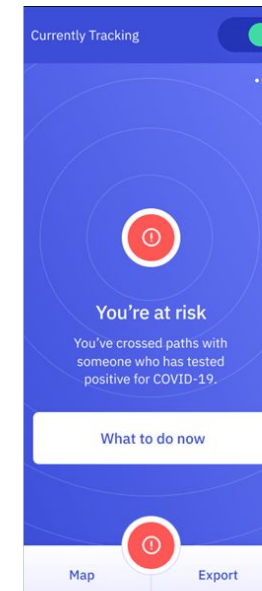 Currently Tracking
You're at risk
You've crossed paths with
someone who has tested
positive for COVID-19.
What to do now
Map
Export